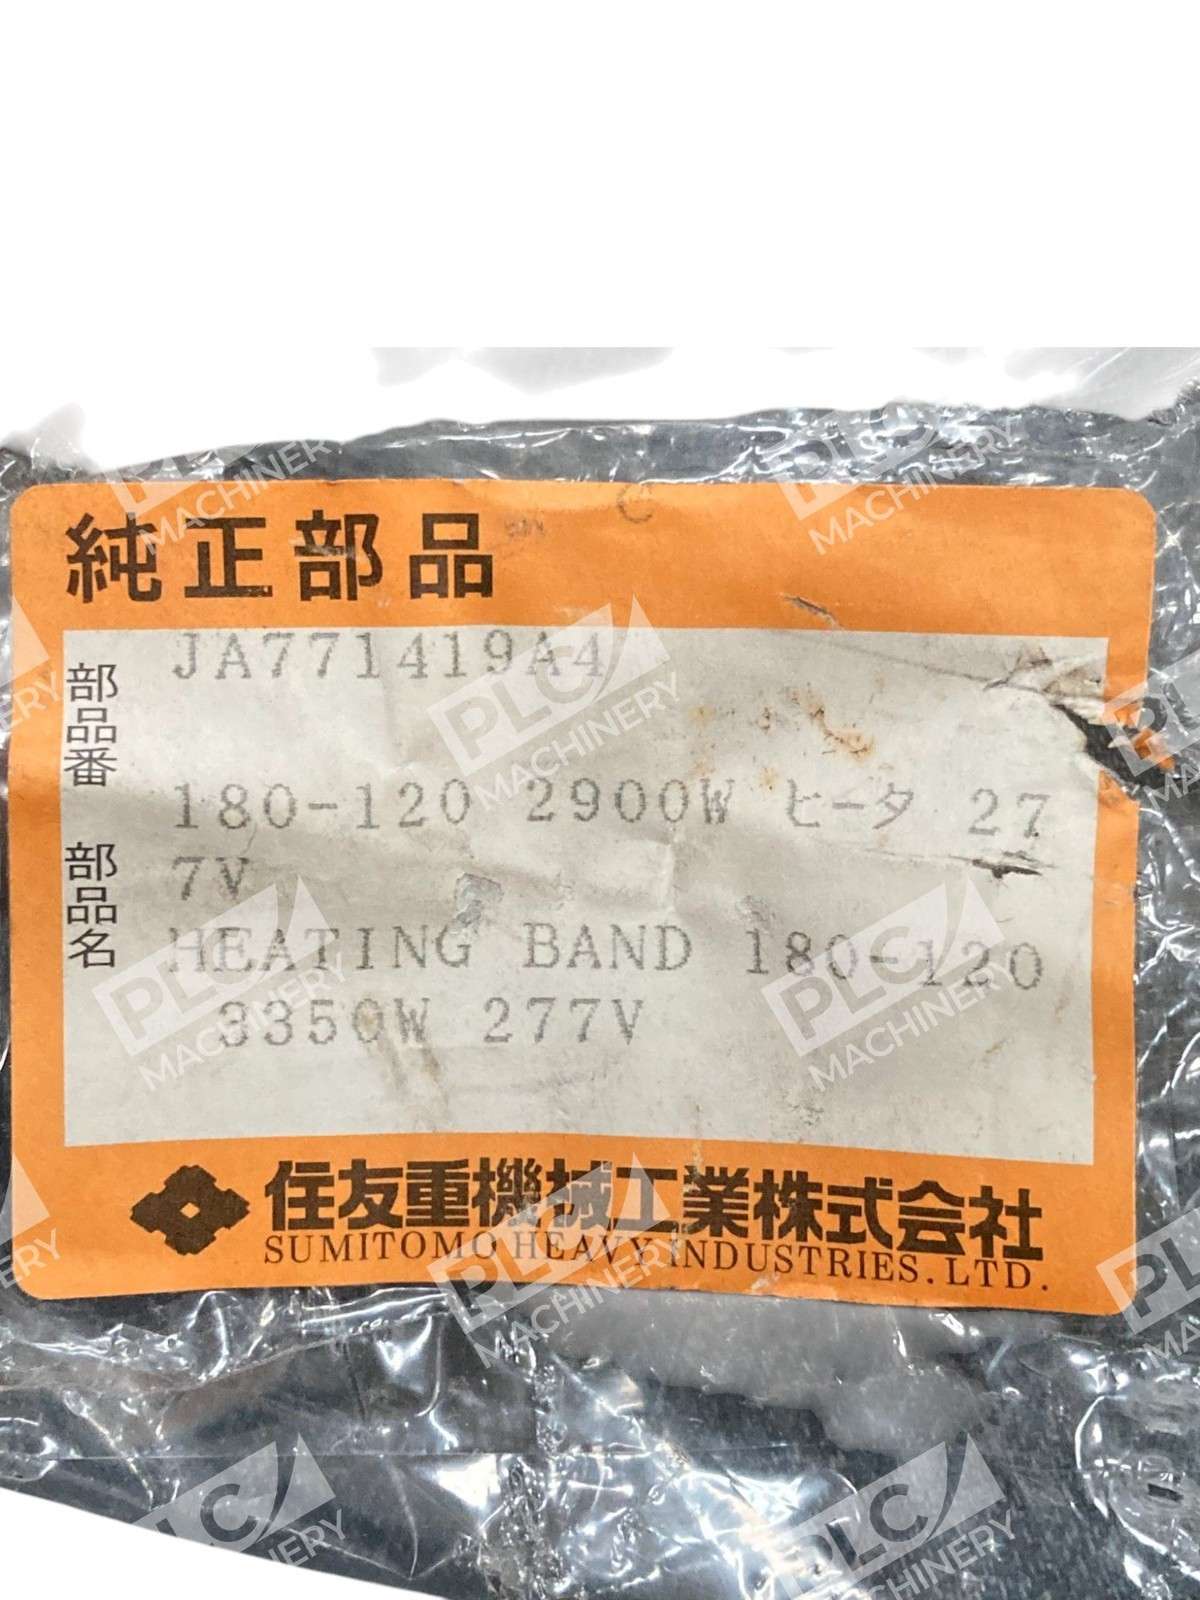 純正部品
部品番
JA771419A4
部品名
180-120 2900W ヒータ 27
7V
HEATING BAND 180-120
3350W 277V
住友重機械工業株式会社
SUMITOMO HEAVY INDUSTRIES.LTD.
PLC MACHINERY